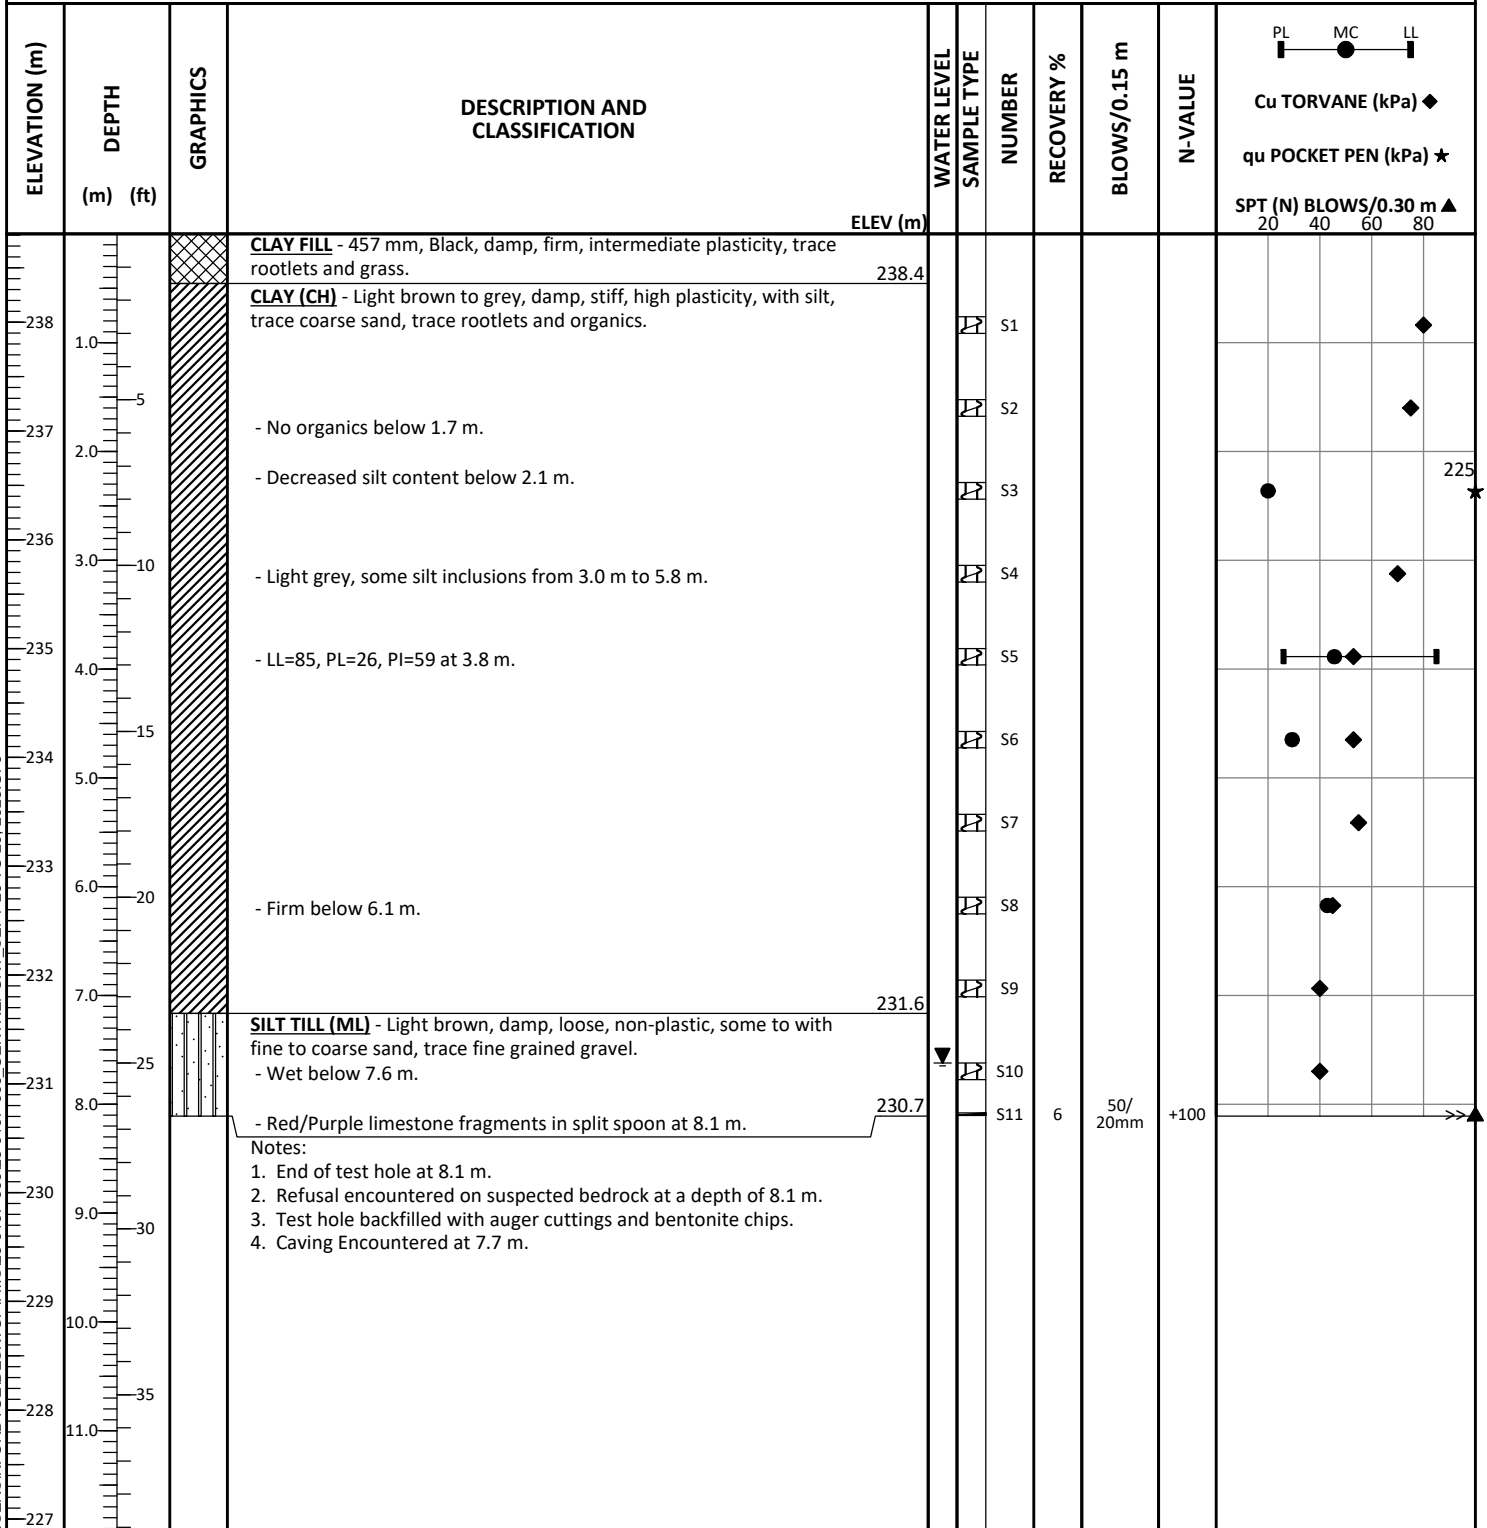 ELEVATION (m)
DEPTH
(m) (ft)
GRAPHICS
DESCRIPTION AND
CLASSIFICATION
ELEV (m)
WATER LEVEL
SAMPLE TYPE
NUMBER
RECOVERY %
BLOWS/0.15 m
N-VALUE
PL MC LL
Cu TORVANE (kPa) ◆
qu POCKET PEN (kPa) ★
SPT (N) BLOWS/0.30 m ▲
20 40 60 80
CLAY FILL - 457 mm, Black, damp, firm, intermediate plasticity, trace
rootlets and grass.
238.4
CLAY (CH) - Light brown to grey, damp, stiff, high plasticity, with silt,
trace coarse sand, trace rootlets and organics.
238
S1
1.0
5
S2
- No organics below 1.7 m.
237
2.0
225
- Decreased silt content below 2.1 m.
S3
236
3.0
10
- Light grey, some silt inclusions from 3.0 m to 5.8 m.
S4
235
- LL=85, PL=26, PI=59 at 3.8 m.
S5
4.0
15
S6
234
5.0
S7
233
6.0
20
- Firm below 6.1 m.
S8
232
S9
7.0
231.6
SILT TILL (ML) - Light brown, damp, loose, non-plastic, some to with
fine to coarse sand, trace fine grained gravel.
25
- Wet below 7.6 m.
S10
231
8.0
230.7
- Red/Purple limestone fragments in split spoon at 8.1 m.
S11 6 50/
20mm
+100
>>
Notes:
1. End of test hole at 8.1 m.
2. Refusal encountered on suspected bedrock at a depth of 8.1 m.
3. Test hole backfilled with auger cuttings and bentonite chips.
4. Caving Encountered at 7.7 m.
230
9.0
30
229
10.0
35
228
11.0
227